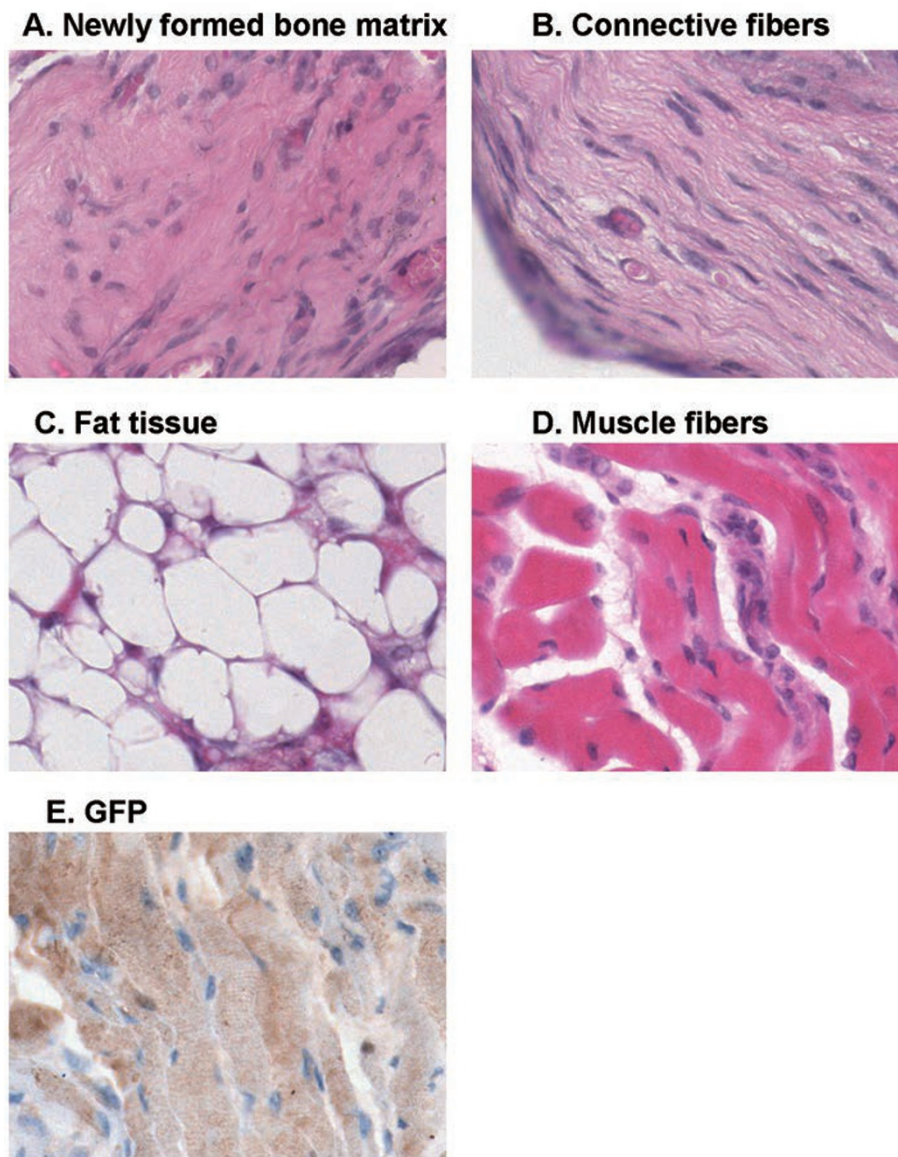 A. Newly formed bone matrix
B. Connective fibers
C. Fat tissue
D. Muscle fibers
E. GFP